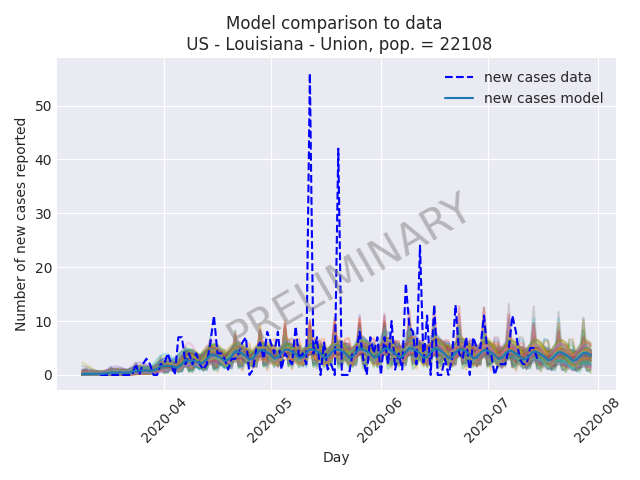 Model comparison to data
US - Louisiana - Union, pop. = 22108
new cases data
new cases model
Number of new cases reported
50
40
30
20
10
0
PRELIMINARY
2020-04
2020-05
2020-06
2020-07
2020-08
Day